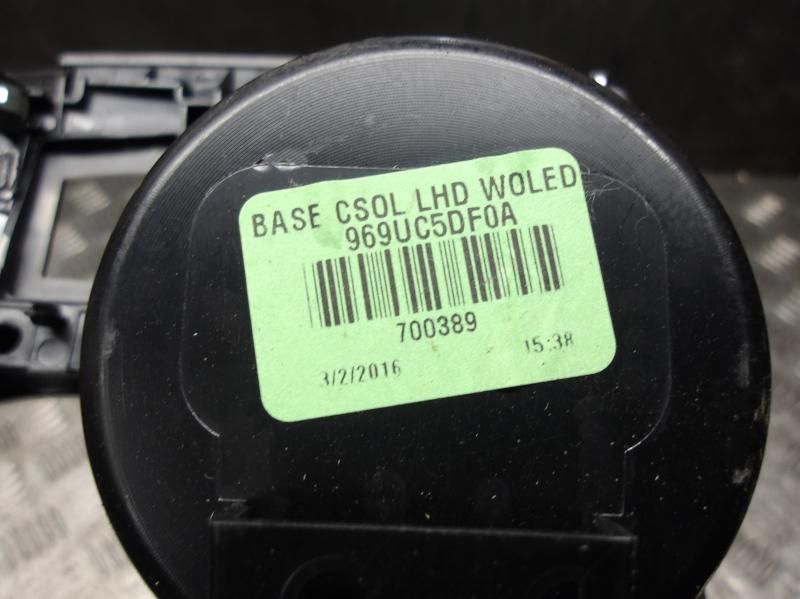 BASE CSOL LHD WOLED
969UC5DF0A
700389
3/2/2016 15:38